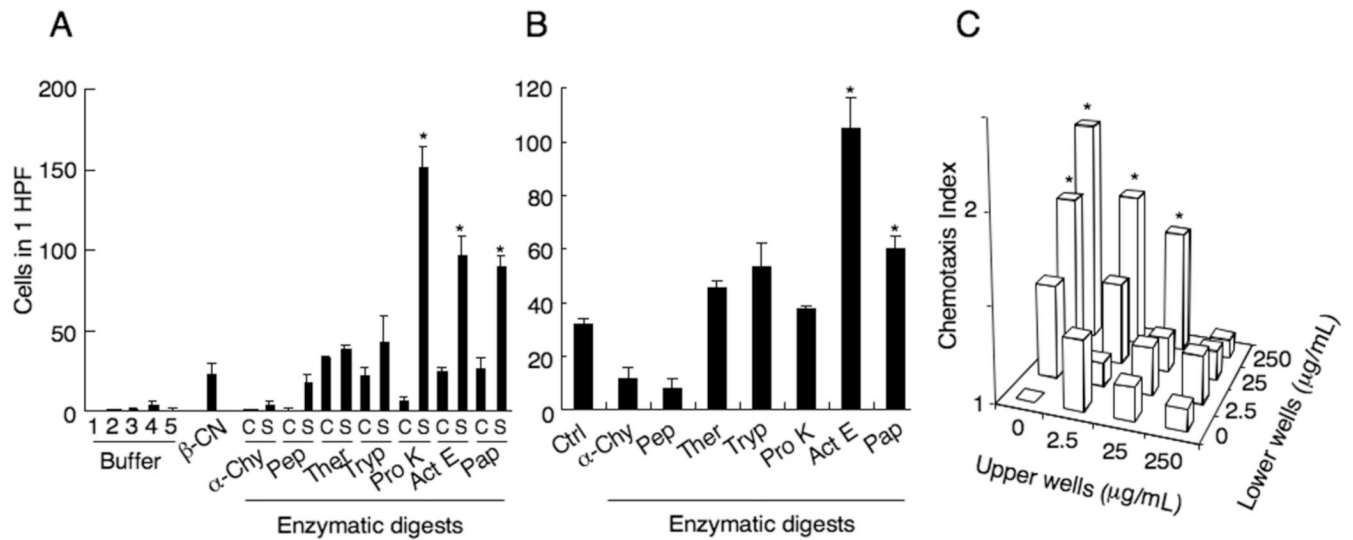 A
200
150
100
50
0
Cells in 1 HPF
*
*
*
1 2 3 4 5
Buffer
β-CN
C S C S C S C S C S C S C S
α-Chy
Pep
Ther
Tryp
Pro K
Act E
Pap
Enzymatic digests
B
120
100
80
60
40
20
0
*
*
Ctrl
α-Chy
Pep
Ther
Tryp
Pro K
Act E
Pap
Enzymatic digests
C
Chemotaxis Index
2
1
*
*
*
*
0
2.5
25
250
Upper wells (μg/mL)
250
25
2.5
0
Lower wells (μg/mL)